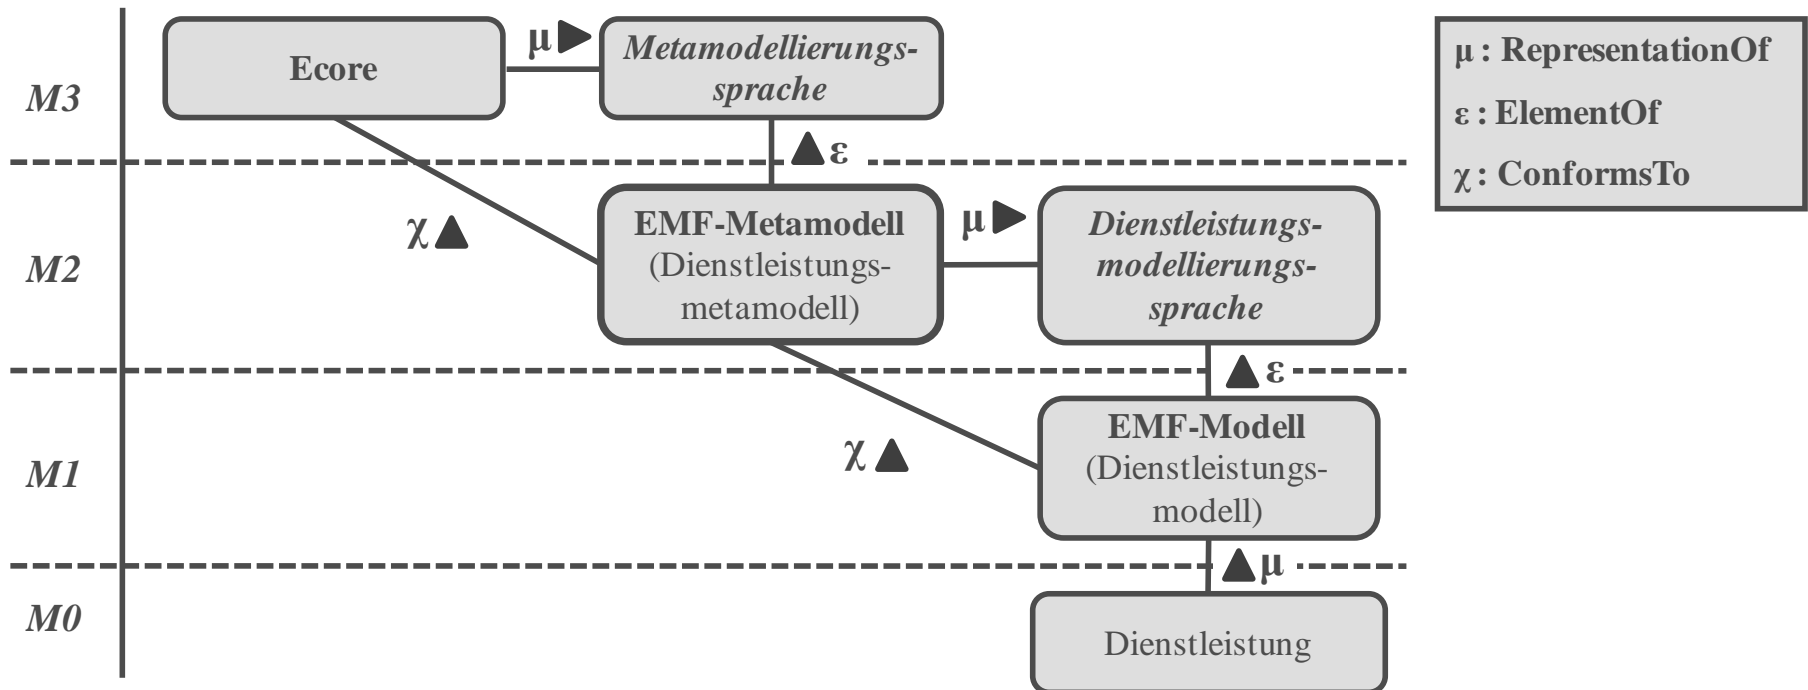 M3
Ecore
μ
Metamodellierungs-
sprache
μ : RepresentationOf
ε : ElementOf
χ : ConformsTo
ε
M2
χ
EMF-Metamodell
(Dienstleistungs-
metamodell)
μ
Dienstleistungs-
modellierungs-
sprache
ε
M1
χ
EMF-Modell
(Dienstleistungs-
modell)
μ
M0
Dienstleistung